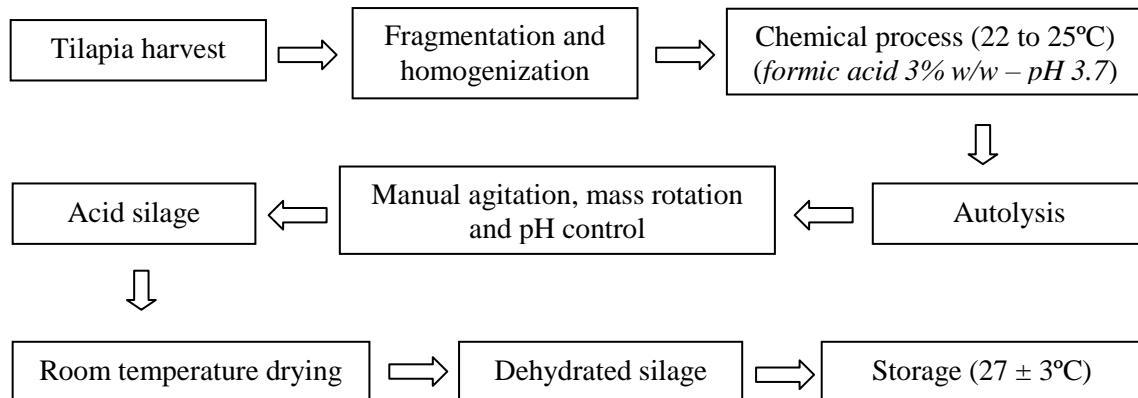 Tilapia harvest
Fragmentation and
homogenization
Chemical process (22 to 25ºC)
(formic acid 3% w/w – pH 3.7)
Autolysis
Manual agitation, mass rotation
and pH control
Acid silage
Room temperature drying
Dehydrated silage
Storage (27 ± 3ºC)